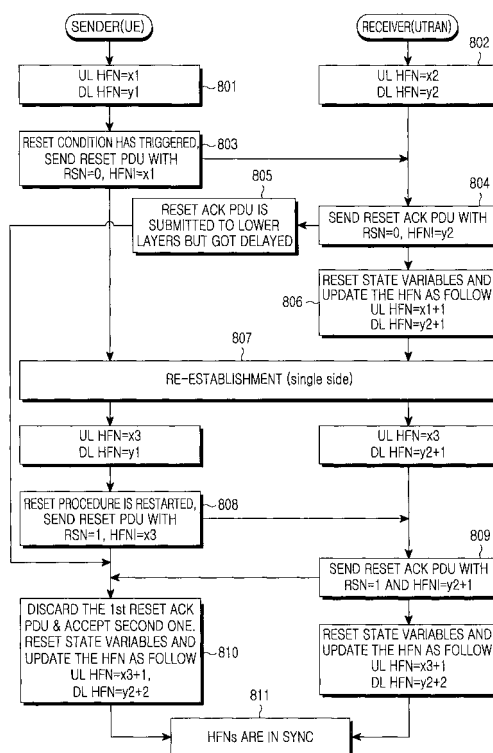 SENDER(UE)
RECEIVER(UTRAN)
802
UL HFN=x1
DL HFN=y1
801
UL HFN=x2
DL HFN=y2
RESET CONDITION HAS TRIGGERED,
SEND RESET PDU WITH
RSN=0, HFNI=x1
803
805
RESET ACK PDU IS
SUBMITTED TO LOWER
LAYERS BUT GOT DELAYED
804
SEND RESET ACK PDU WITH
RSN=0, HFNI=y2
806
RESET STATE VARIABLES AND
UPDATE THE HFN AS FOLLOW
UL HFN=x1+1
DL HFN=y2+1
807
RE-ESTABLISHMENT (single side)
UL HFN=x3
DL HFN=y1
UL HFN=x3
DL HFN=y2+1
RESET PROCEDURE IS RESTARTED,
SEND RESET PDU WITH
RSN=1, HFNI=x3
808
809
SEND RESET ACK PDU WITH
RSN=1 AND HFNI=y2+1
DISCARD THE 1st RESET ACK
PDU & ACCEPT SECOND ONE.
RESET STATE VARIABLES AND
UPDATE THE HFN AS FOLLOW
UL HFN=x3+1,
DL HFN=y2+2
810
RESET STATE VARIABLES AND
UPDATE THE HFN AS FOLLOW
UL HFN=x3+1
DL HFN=y2+2
811
HFNs ARE IN SYNC